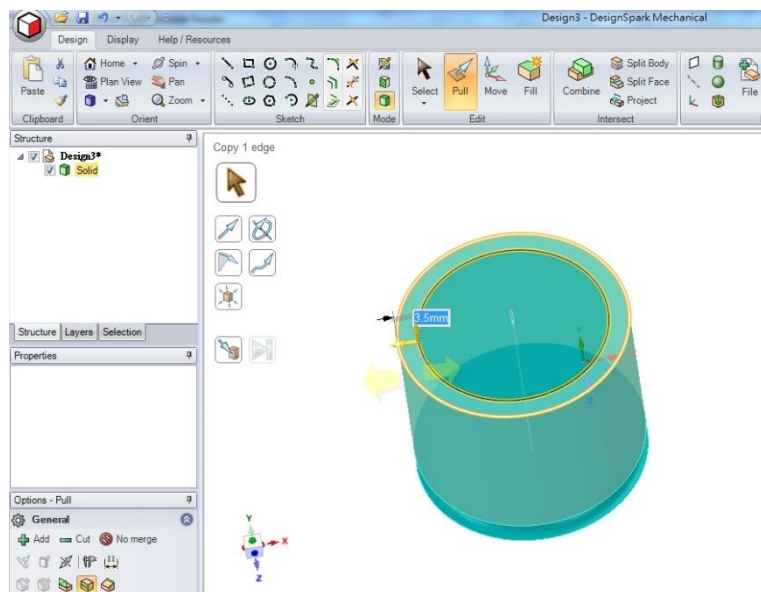 Design3 - DesignSpark Mechanical
Design Display Help / Resources
Paste
Home
Plan View
Spin
Pan
Zoom
Select
Pull
Move
Fill
Combine
Split Body
Split Face
Project
File
Clipboard
Orient
Sketch
Mode
Edit
Intersect
Structure
Design3*
Solid
Structure Layers Selection
Properties
Options - Pull
General
Add Cut No merge
Copy 1 edge
3.5mm
Y
X
Z
Y
Z